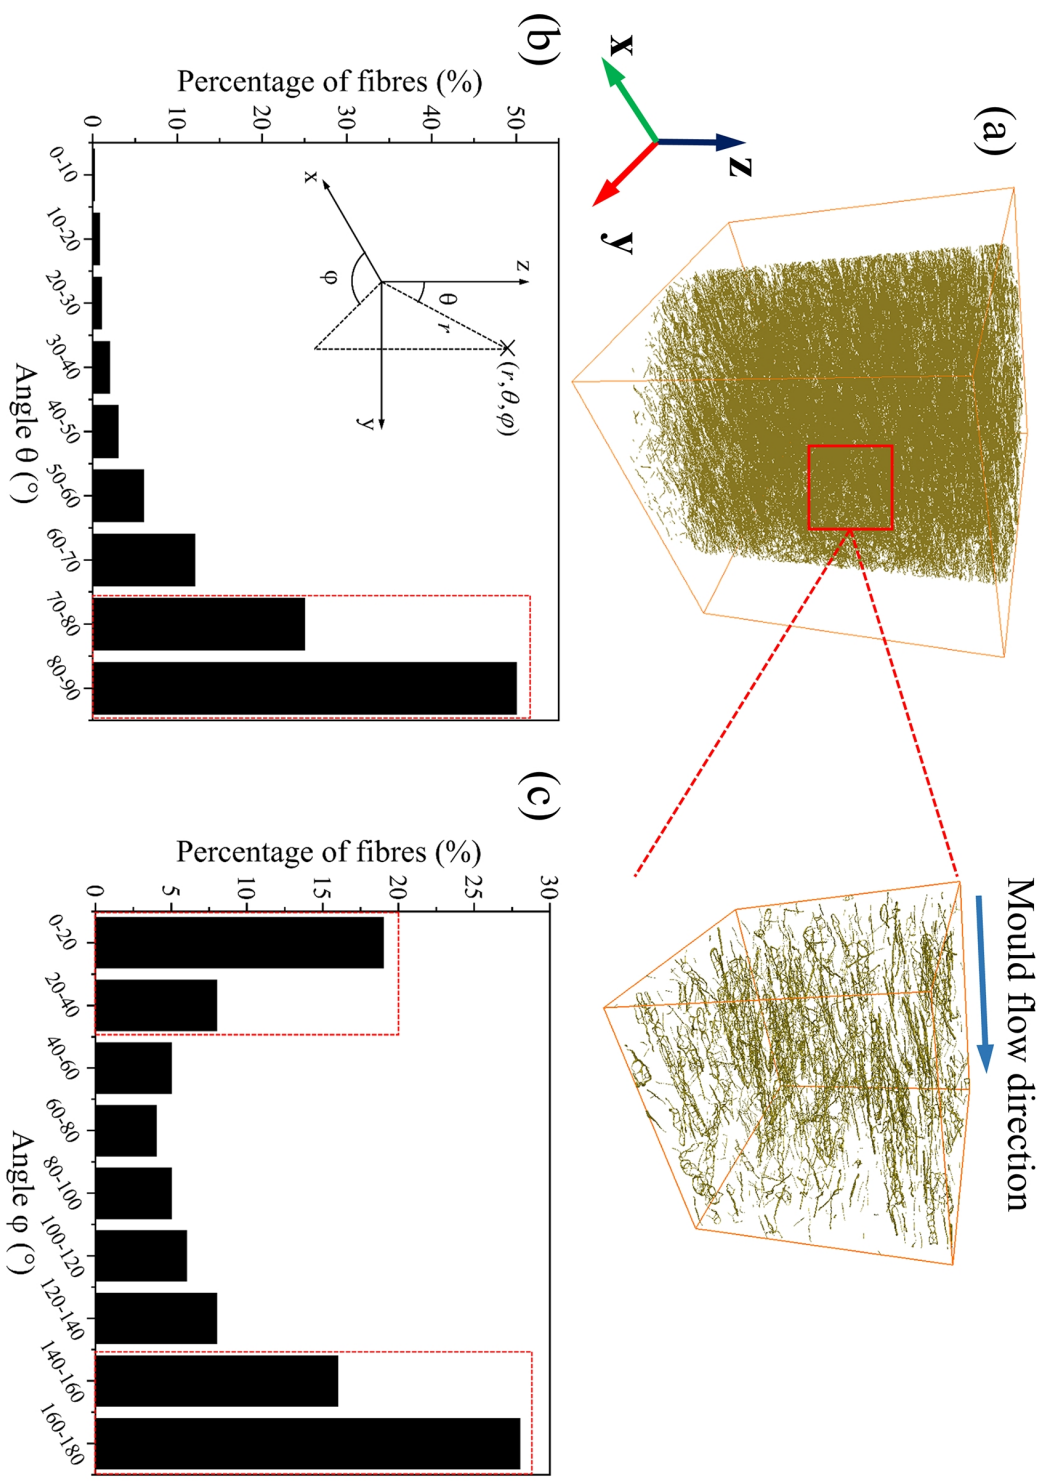 (a)
z
x
y
Mould flow direction
(b)
Percentage of fibres (%)
50
40
30
20
10
0
0-10
10-20
20-30
30-40
40-50
50-60
60-70
70-80
80-90
Angle θ (°)
z
θ
r
(r,θ,φ)
φ
x
y
(c)
Percentage of fibres (%)
30
25
20
15
10
5
0
0-20
20-40
40-60
60-80
80-100
100-120
120-140
140-160
160-180
Angle φ (°)